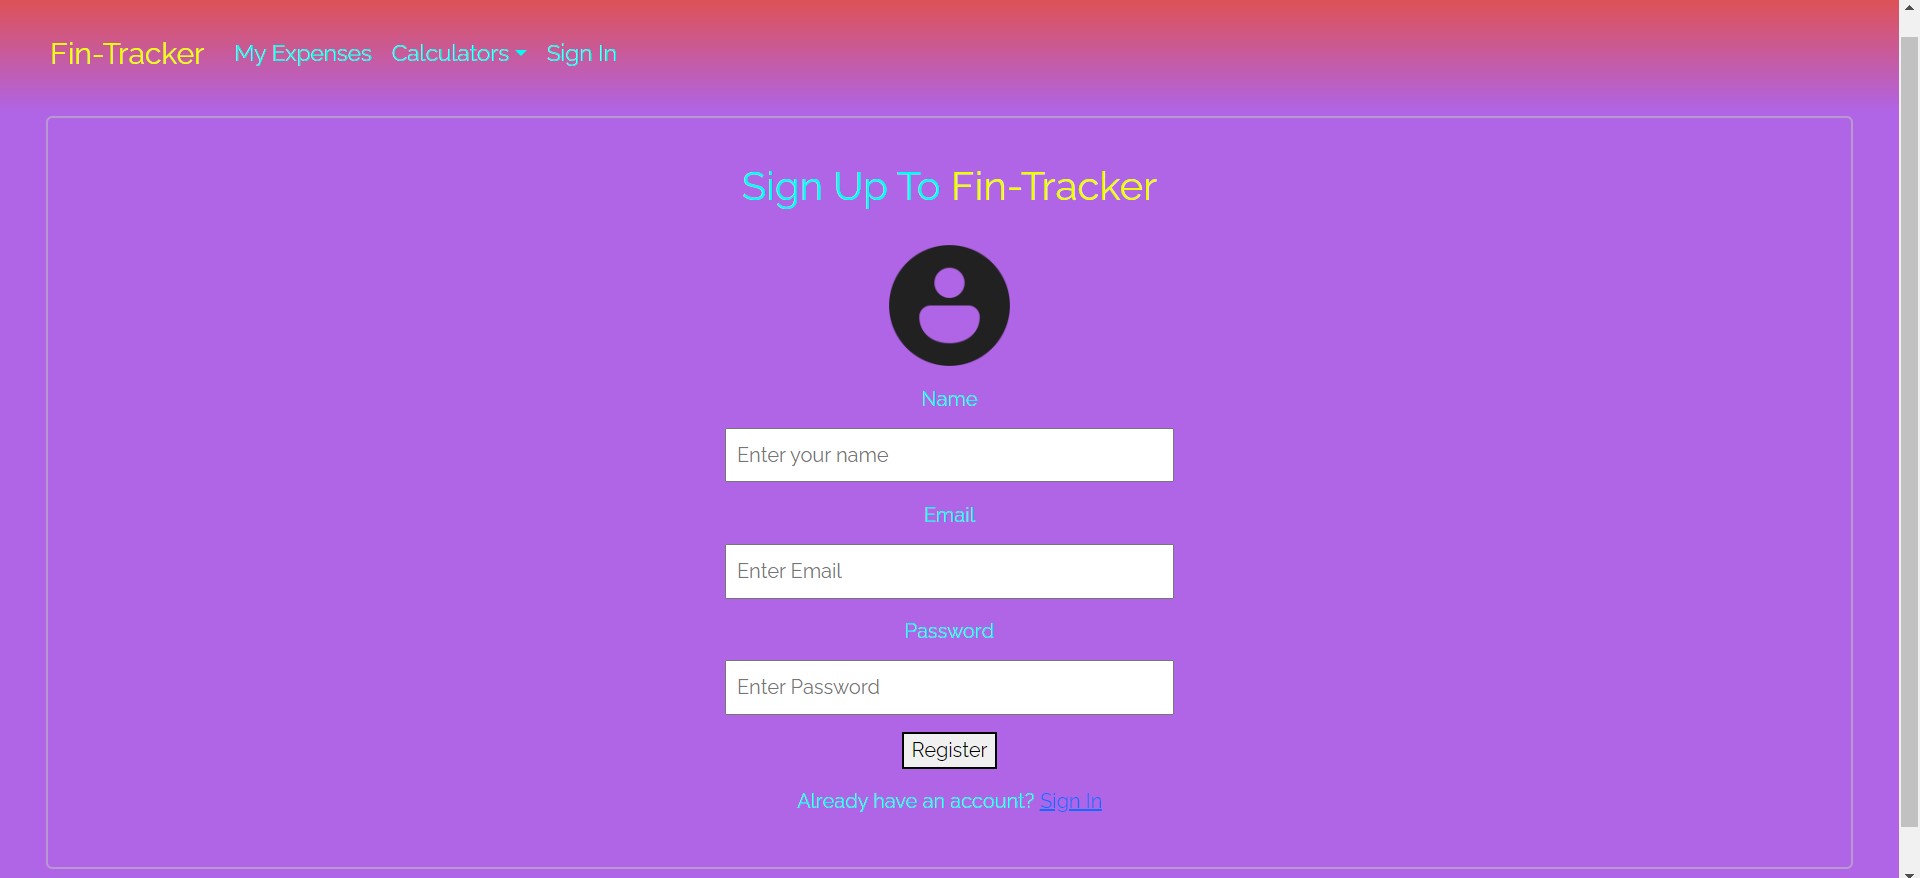 Fin-Tracker My Expenses Calculators Sign In
Sign Up To Fin-Tracker
Name
Enter your name
Email
Enter Email
Password
Enter Password
Register
Already have an account? Sign In